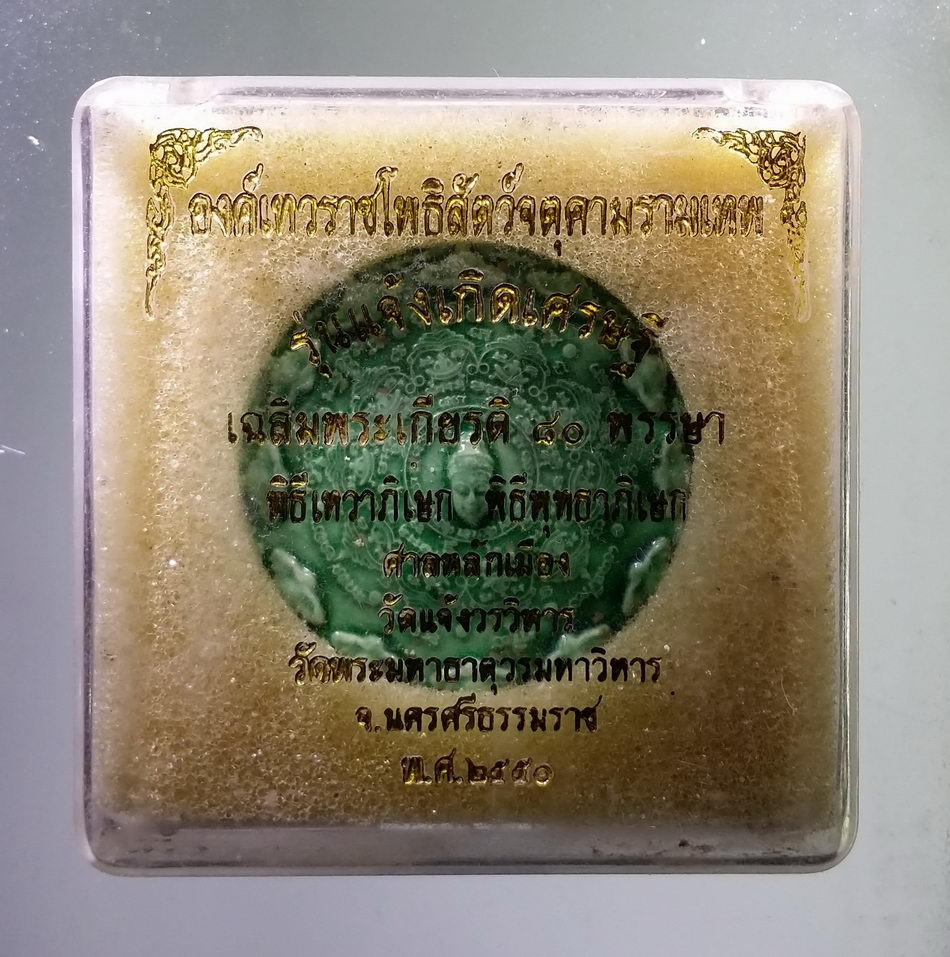 องค์เทวราชโพธิสัตว์จตุคามรามเทพ
รุ่นแจ้งเกิดเศรษฐี
เฉลิมพระเกียรติ ๘๐ พรรษา
พิธีเทวาภิเษก พิธีพุทธาภิเษก
ศาลหลักเมือง
วัดแจ้งวรวิหาร
วัดพระมหาธาตุวรมหาวิหาร
จ.นครศรีธรรมราช
พ.ศ.๒๕๕๐